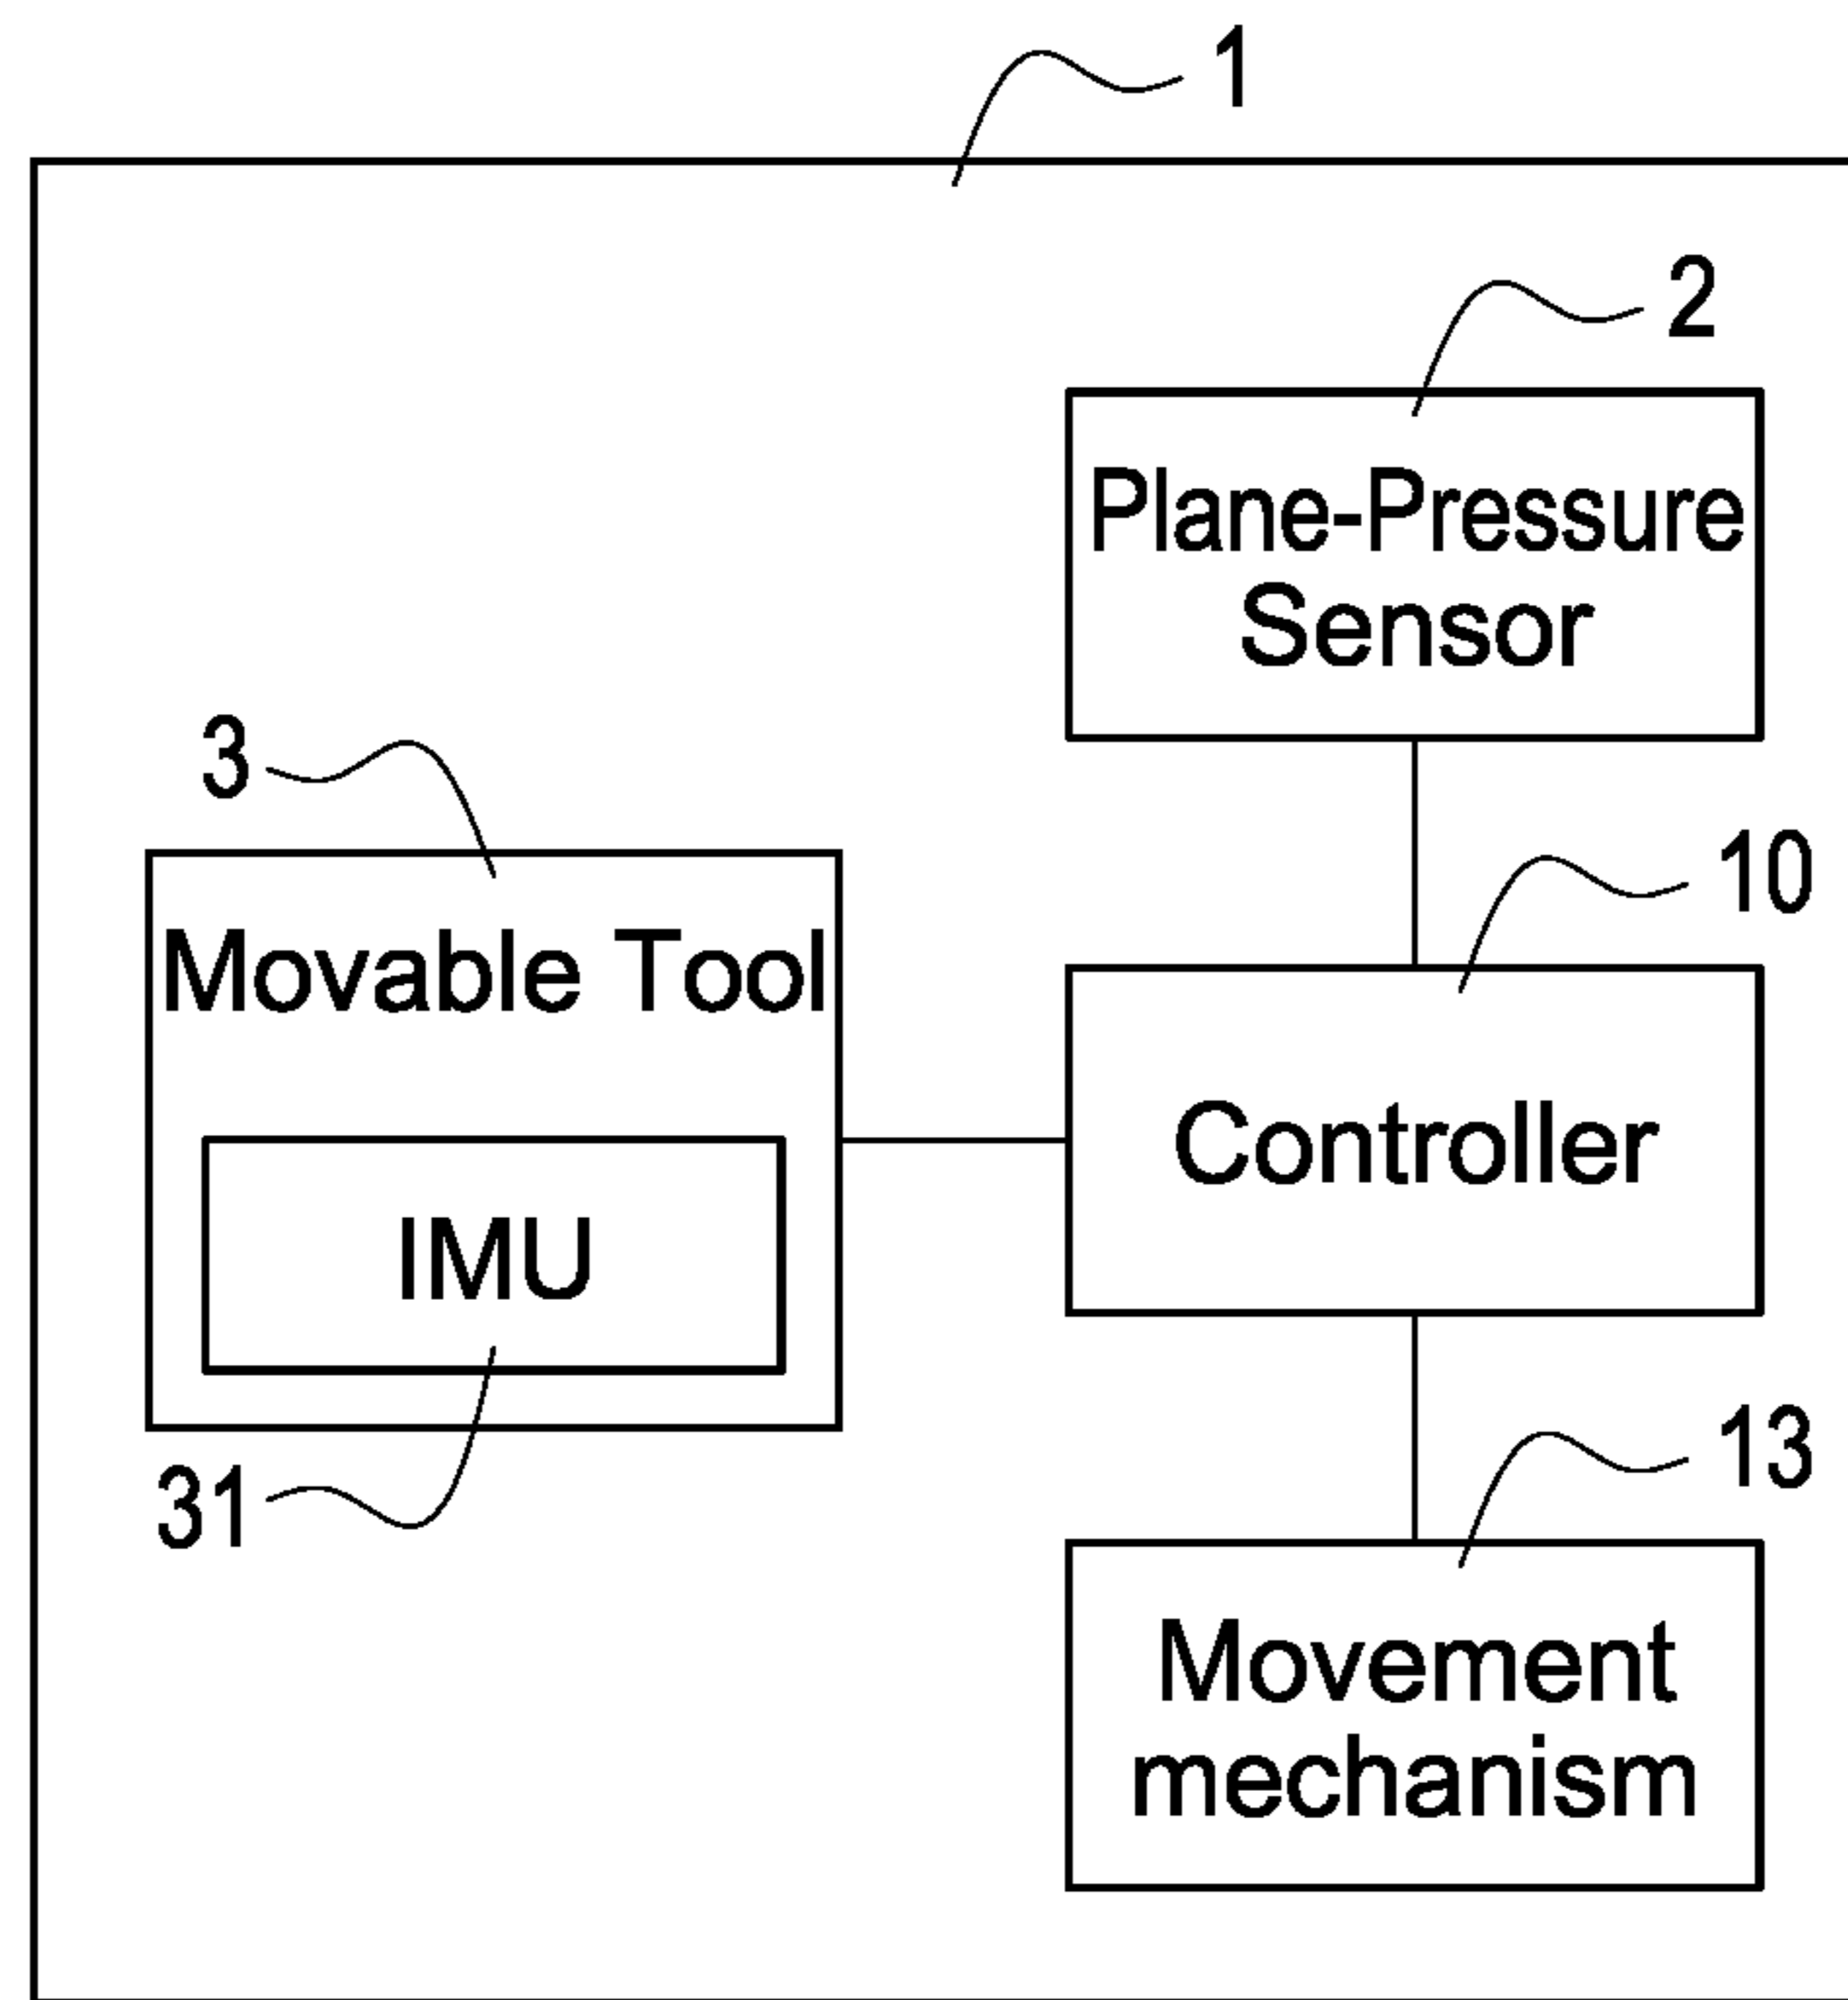 1
2
Plane-Pressure
Sensor
3
10
Movable Tool
Controller
IMU
31
13
Movement
mechanism